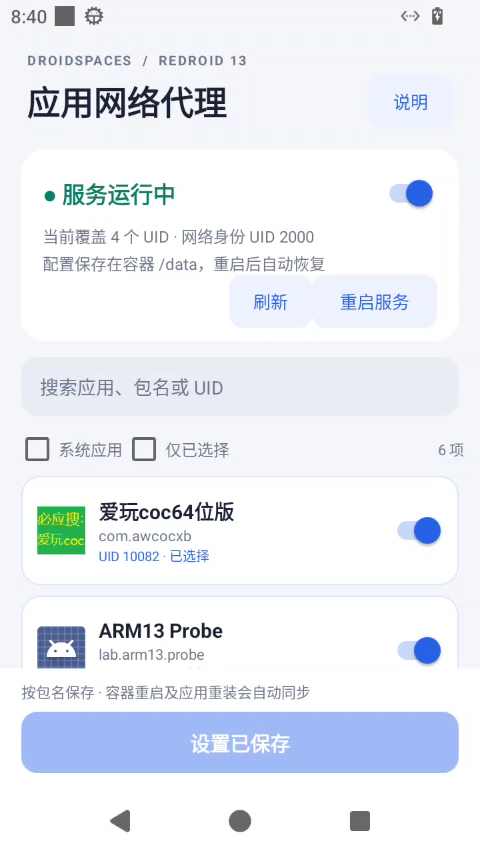 8:40
DROIDSPACES / REDROID 13
应用网络代理
说明
● 服务运行中
当前覆盖 4 个 UID · 网络身份 UID 2000
配置保存在容器 /data，重启后自动恢复
刷新
重启服务
搜索应用、包名或 UID
系统应用
仅已选择
6 项
必应搜:
爱玩coc
爱玩coc64位版
com.awcocxb
UID 10082 · 已选择
ARM13 Probe
lab.arm13.probe
按包名保存 · 容器重启及应用重装会自动同步
设置已保存